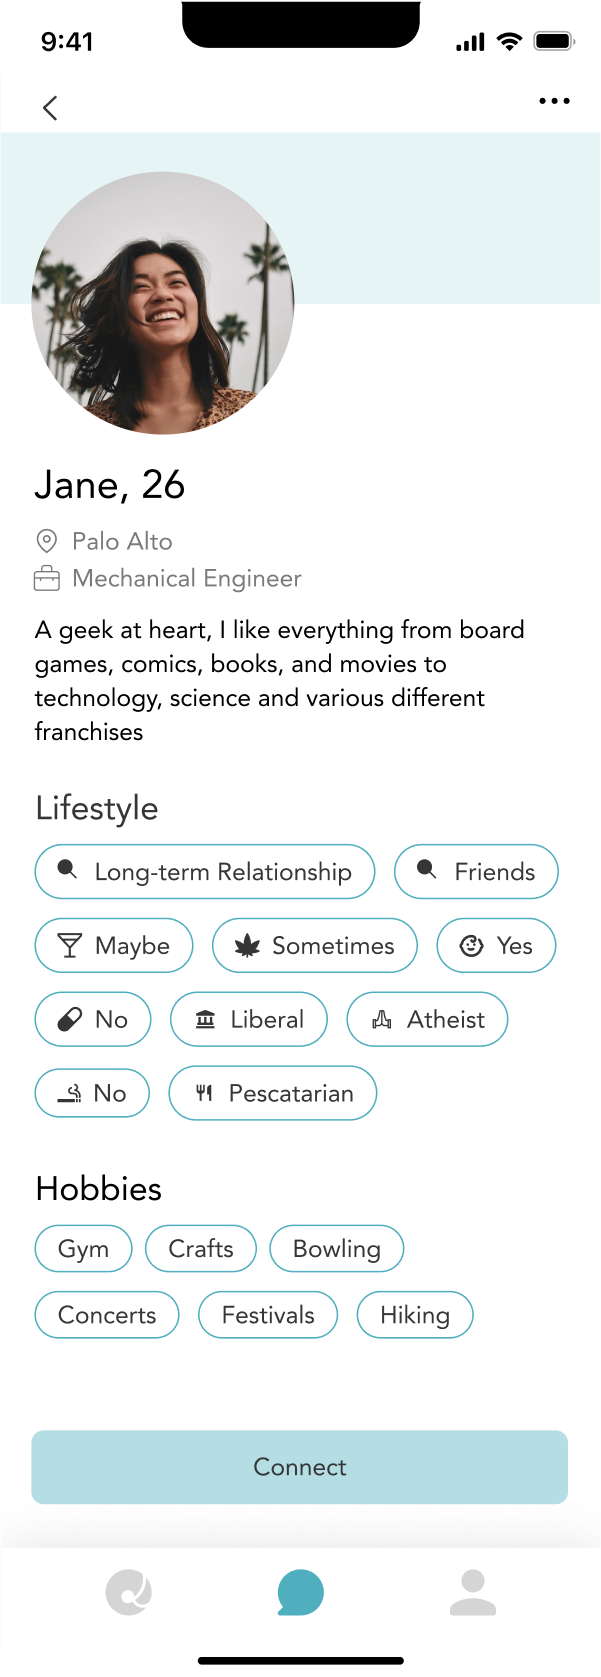 9:41
Jane, 26
Palo Alto
Mechanical Engineer
A geek at heart, I like everything from board
games, comics, books, and movies to
technology, science and various different
franchises
Lifestyle
Long-term Relationship Friends
Maybe Sometimes Yes
No Liberal Atheist
No Pescatarian
Hobbies
Gym Crafts Bowling
Concerts Festivals Hiking
Connect